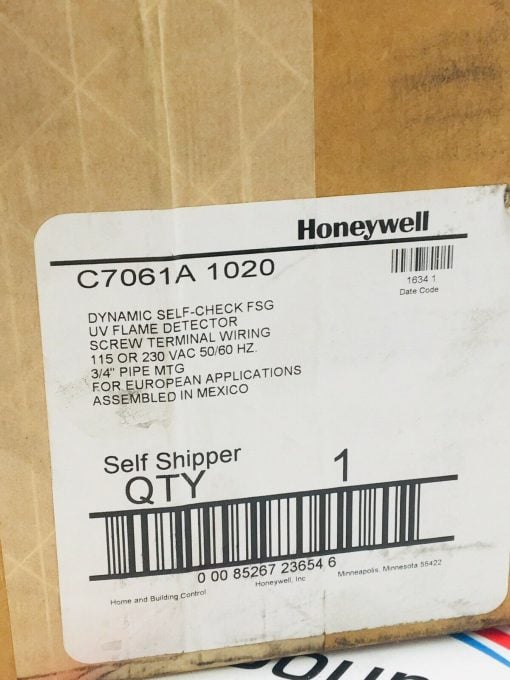 Honeywell
C7061A 1020
1634 1
Date Code
DYNAMIC SELF-CHECK FSG
UV FLAME DETECTOR
SCREW TERMINAL WIRING
115 OR 230 VAC 50/60 HZ.
3/4" PIPE MTG
FOR EUROPEAN APPLICATIONS
ASSEMBLED IN MEXICO
Self Shipper
QTY 1
0 00 85267 23654 6
Home and Building Control Honeywell, Inc Minneapolis, Minnesota 55422